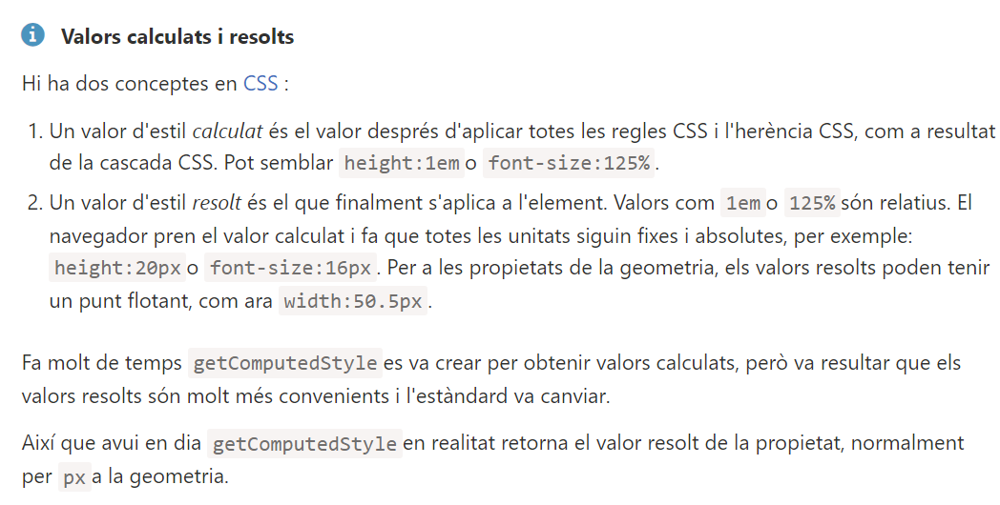 Valors calculats i resolts
Hi ha dos conceptes en CSS :
1. Un valor d'estil calculat és el valor després d'aplicar totes les regles CSS i l'herència CSS, com a resultat
de la cascada CSS. Pot semblar height:1em o font-size:125% .
2. Un valor d'estil resolt és el que finalment s'aplica a l'element. Valors com 1em o 125% són relatius. El
navegador pren el valor calculat i fa que totes les unitats siguin fixes i absolutes, per exemple:
height:20px o font-size:16px . Per a les propietats de la geometria, els valors resolts poden tenir
un punt flotant, com ara width:50.5px .
Fa molt de temps getComputedStyle es va crear per obtenir valors calculats, però va resultar que els
valors resolts són molt més convenients i l'estàndard va canviar.
Així que avui en dia getComputedStyle en realitat retorna el valor resolt de la propietat, normalment
per px a la geometria.